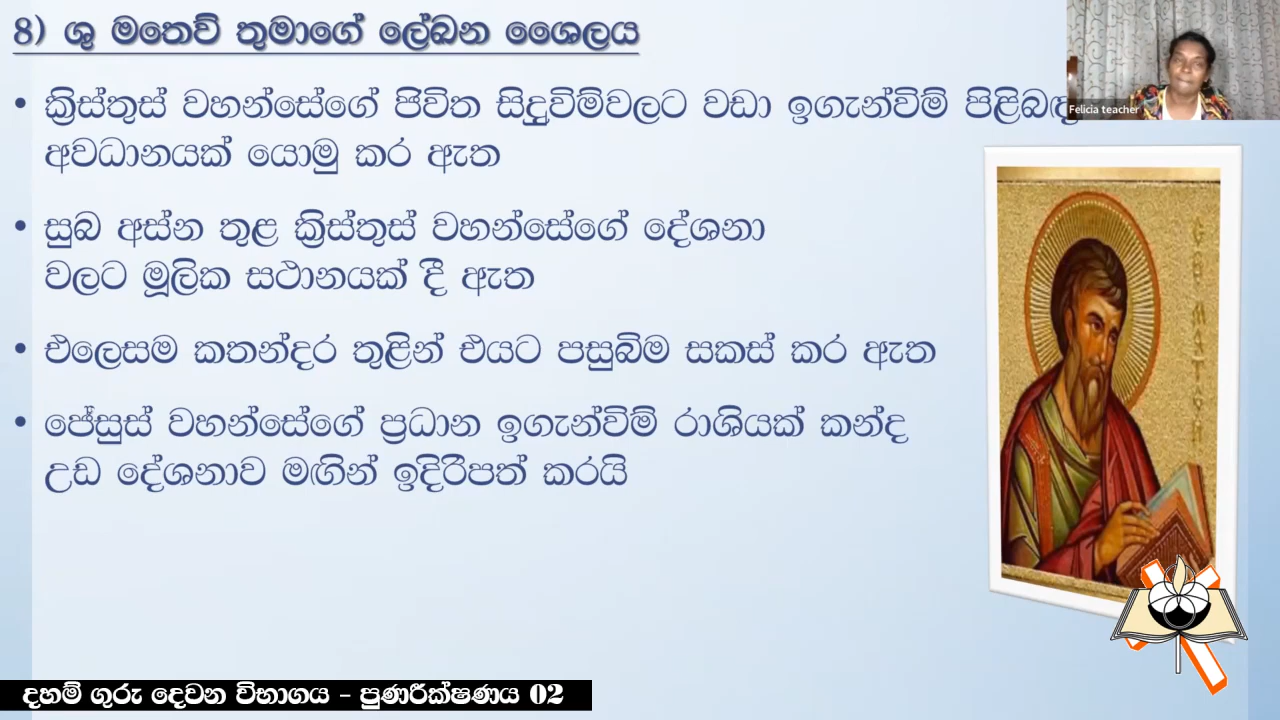 8) ශු මතෙව් තුමාගේ ලේඛන ශෛලය
• ක්‍රිස්තුස් වහන්සේගේ ජීවිත සිදුවිම්වලට වඩා ඉගැන්විම් පිළිබඳ
අවධානයක් යොමු කර ඇත
• සුබ අස්න තුළ ක්‍රිස්තුස් වහන්සේගේ දේශනා
වලට මූලික සථානයක් දී ඇත
• එලෙසම කතන්දර තුළින් එයට පසුබිම සකස් කර ඇත
• ජේසුස් වහන්සේගේ ප්‍රධාන ඉගැන්විම් රාශියක් කන්ද
උඩ දේශනාව මඟින් ඉදිරිපත් කරයි
Felicia teacher
දහම් ගුරු දෙවන විභාගය - පුණරීක්ෂණය 02